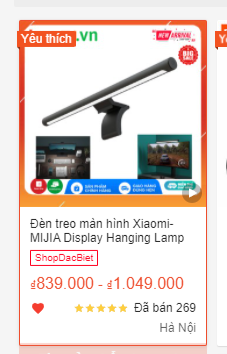 Yêu thích
.vn
NEW ARRIVAL
BIG SALE
Đèn treo màn hình Xiaomi-
MIJIA Display Hanging Lamp
ShopDacBiet
₫839.000 - ₫1.049.000
Đã bán 269
Hà Nội